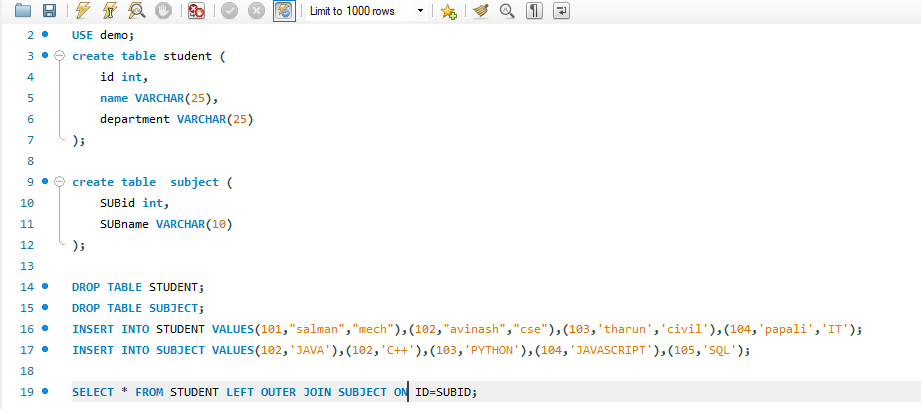 Limit to 1000 rows
2 USE demo;
3 create table student (
4 id int,
5 name VARCHAR(25),
6 department VARCHAR(25)
7 );
8
9 create table  subject (
10 SUBid int,
11 SUBname VARCHAR(10)
12 );
13
14 DROP TABLE STUDENT;
15 DROP TABLE SUBJECT;
16 INSERT INTO STUDENT VALUES(101,"salman","mech"),(102,"avinash","cse"),(103,'tharun','civil'),(104,'papali','IT');
17 INSERT INTO SUBJECT VALUES(102,'JAVA'),(102,'C++'),(103,'PYTHON'),(104,'JAVASCRIPT'),(105,'SQL');
18
19 SELECT * FROM STUDENT LEFT OUTER JOIN SUBJECT ON ID=SUBID;